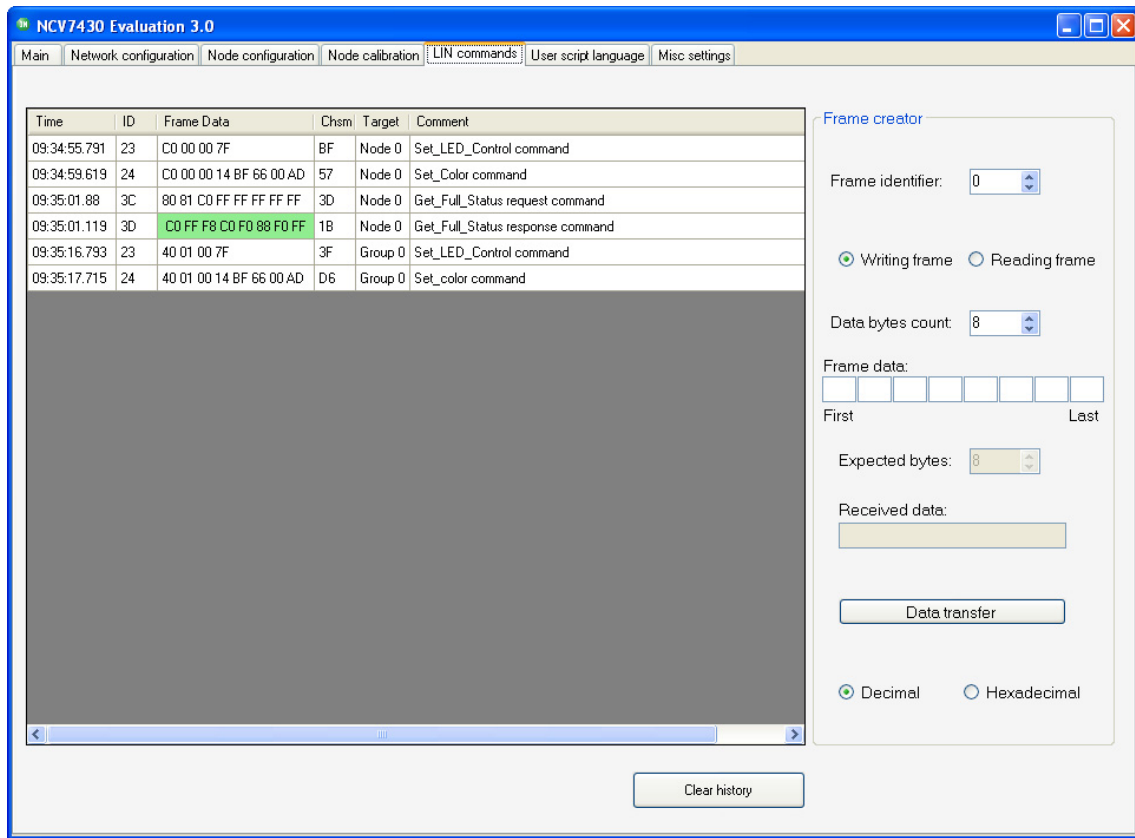 NCV7430 Evaluation 3.0
Main Network configuration Node configuration Node calibration LIN commands User script language Misc settings
Time ID Frame Data Chsm Target Comment
09:34:55.791 23 C0 00 00 7F BF Node 0 Set_LED_Control command
09:34:59.619 24 C0 00 00 14 BF 66 00 AD 57 Node 0 Set_Color command
09:35:01.88 3C 80 81 C0 FF FF FF FF FF 3D Node 0 Get_Full_Status request command
09:35:01.119 3D C0 FF F8 C0 F0 88 F0 FF 1B Node 0 Get_Full_Status response command
09:35:16.793 23 40 01 00 7F 3F Group 0 Set_LED_Control command
09:35:17.715 24 40 01 00 14 BF 66 00 AD D6 Group 0 Set_color command
Frame creator
Frame identifier: 0
Writing frame Reading frame
Data bytes count: 8
Frame data:
First Last
Expected bytes: 8
Received data:
Data transfer
Decimal Hexadecimal
Clear history